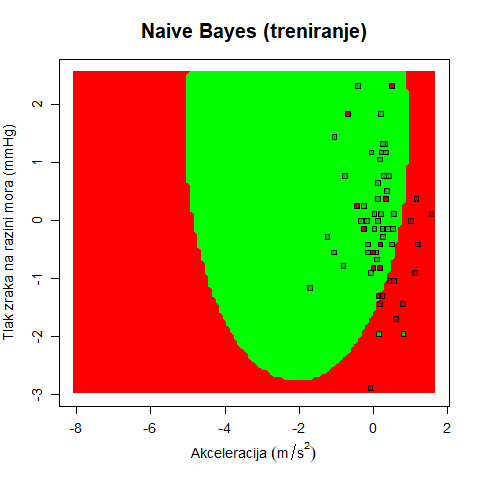 Naive Bayes (treniranje)
Tlak zraka na razini mora (mmHg)
2
1
0
-1
-2
-3
-8 -6 -4 -2 0 2
Akceleracija (m/s²)